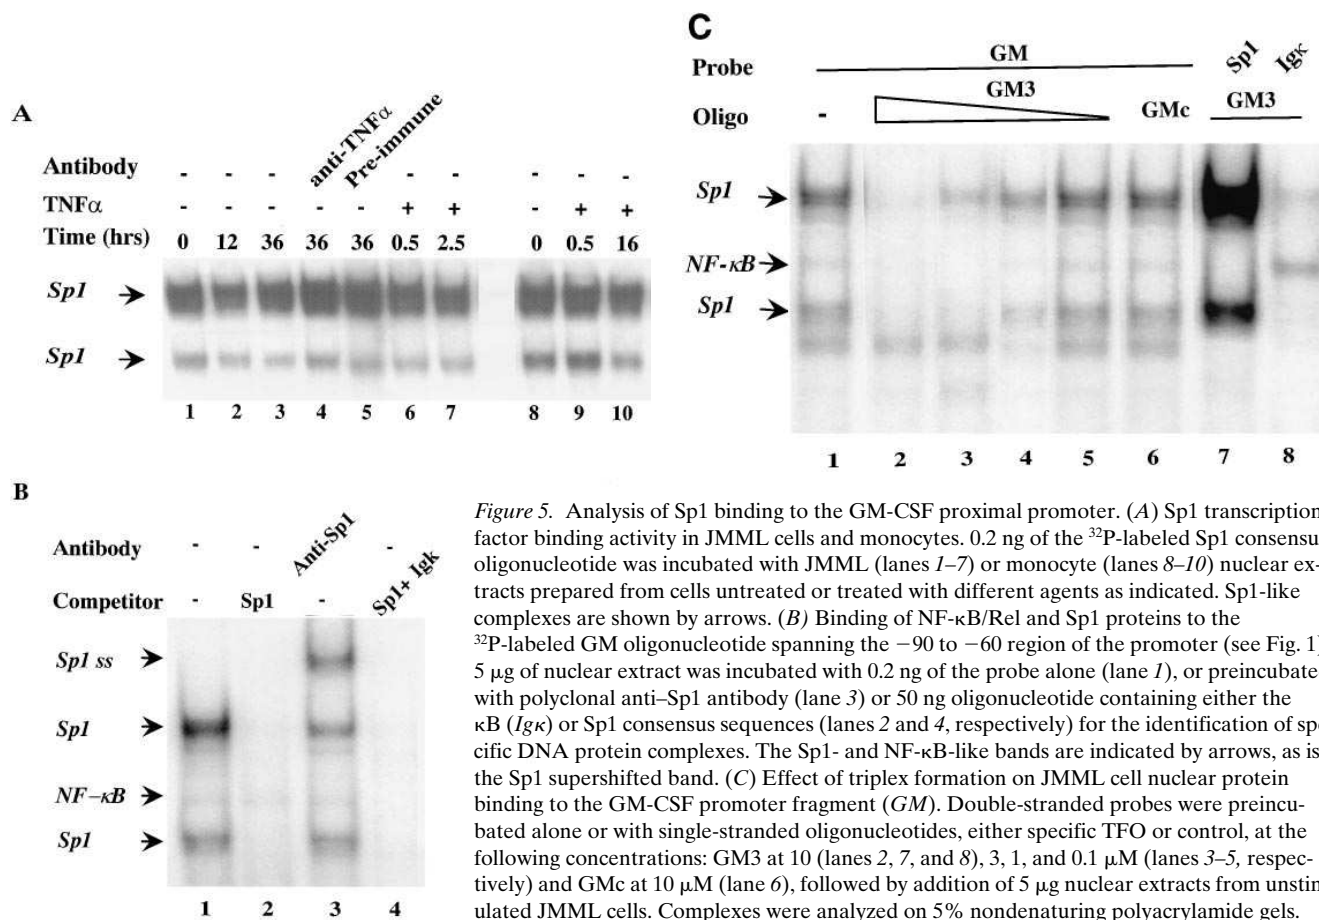 A
Antibody - - - anti-TNFα Pre-immune - - - - -
TNFα - - - - - + + - + +
Time (hrs) 0 12 36 36 36 0.5 2.5 0 0.5 16
Sp1
Sp1
1 2 3 4 5 6 7 8 9 10
B
Antibody - - Anti-Sp1 -
Competitor - Sp1 - Sp1+ Igk
Sp1 ss
Sp1
NF-κB
Sp1
1 2 3 4
C
Probe GM Sp1 Igκ
Oligo - GM3 GMc GM3
Sp1
NF-κB
Sp1
1 2 3 4 5 6 7 8
Figure 5. Analysis of Sp1 binding to the GM-CSF proximal promoter. (A) Sp1 transcription
factor binding activity in JMML cells and monocytes. 0.2 ng of the ³²P-labeled Sp1 consensu
oligonucleotide was incubated with JMML (lanes 1–7) or monocyte (lanes 8–10) nuclear ex-
tracts prepared from cells untreated or treated with different agents as indicated. Sp1-like
complexes are shown by arrows. (B) Binding of NF-κB/Rel and Sp1 proteins to the
³²P-labeled GM oligonucleotide spanning the −90 to −60 region of the promoter (see Fig. 1)
5 μg of nuclear extract was incubated with 0.2 ng of the probe alone (lane 1), or preincubate
with polyclonal anti–Sp1 antibody (lane 3) or 50 ng oligonucleotide containing either the
κB (Igκ) or Sp1 consensus sequences (lanes 2 and 4, respectively) for the identification of spe
cific DNA protein complexes. The Sp1- and NF-κB-like bands are indicated by arrows, as is
the Sp1 supershifted band. (C) Effect of triplex formation on JMML cell nuclear protein
binding to the GM-CSF promoter fragment (GM). Double-stranded probes were preincu-
bated alone or with single-stranded oligonucleotides, either specific TFO or control, at the
following concentrations: GM3 at 10 (lanes 2, 7, and 8), 3, 1, and 0.1 μM (lanes 3–5, respec-
tively) and GMc at 10 μM (lane 6), followed by addition of 5 μg nuclear extracts from unstim
ulated JMML cells. Complexes were analyzed on 5% nondenaturing polyacrylamide gels.